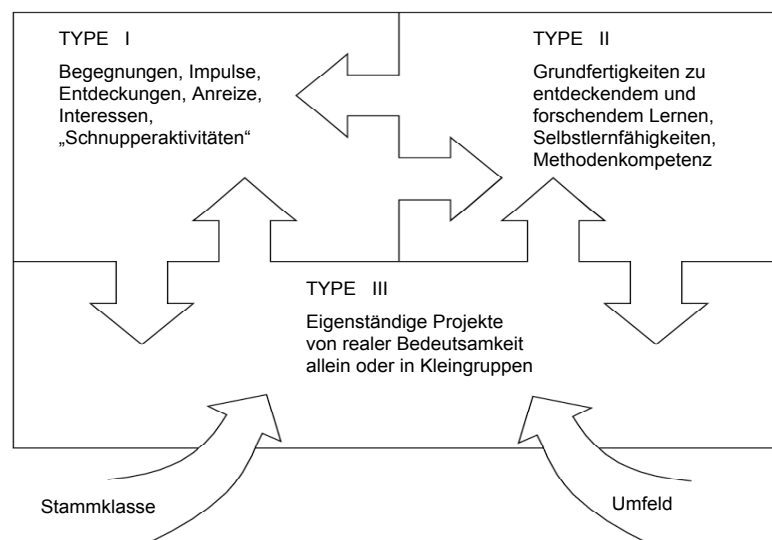 TYPE I
Begegnungen, Impulse,
Entdeckungen, Anreize,
Interessen,
„Schnupperaktivitäten“
TYPE II
Grundfertigkeiten zu
entdeckendem und
forschendem Lernen,
Selbstlernfähigkeiten,
Methodenkompetenz
TYPE III
Eigenständige Projekte
von realer Bedeutsamkeit
allein oder in Kleingruppen
Stammklasse
Umfeld